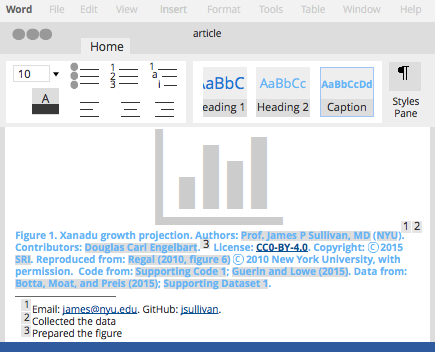 Word File Edit View Insert Format Tools Table Window Help
article
Home
10
A
1
2
3
1
a
i
AaBbC
eading 1
AaBbCc
Heading 2
AaBbCcDd
Caption
¶
Styles
Pane
1 2
Figure 1. Xanadu growth projection. Authors: Prof. James P Sullivan, MD (NYU).
Contributors: Douglas Carl Engelbart.3 License: CC0-BY-4.0. Copyright: ⓒ 2015
SRI. Reproduced from: Regal (2010, figure 6) ⓒ 2010 New York University, with
permission. Code from: Supporting Code 1; Guerin and Lowe (2015). Data from:
Botta, Moat, and Preis (2015); Supporting Dataset 1.
1 Email: james@nyu.edu. GitHub: jsullivan.
2 Collected the data
3 Prepared the figure